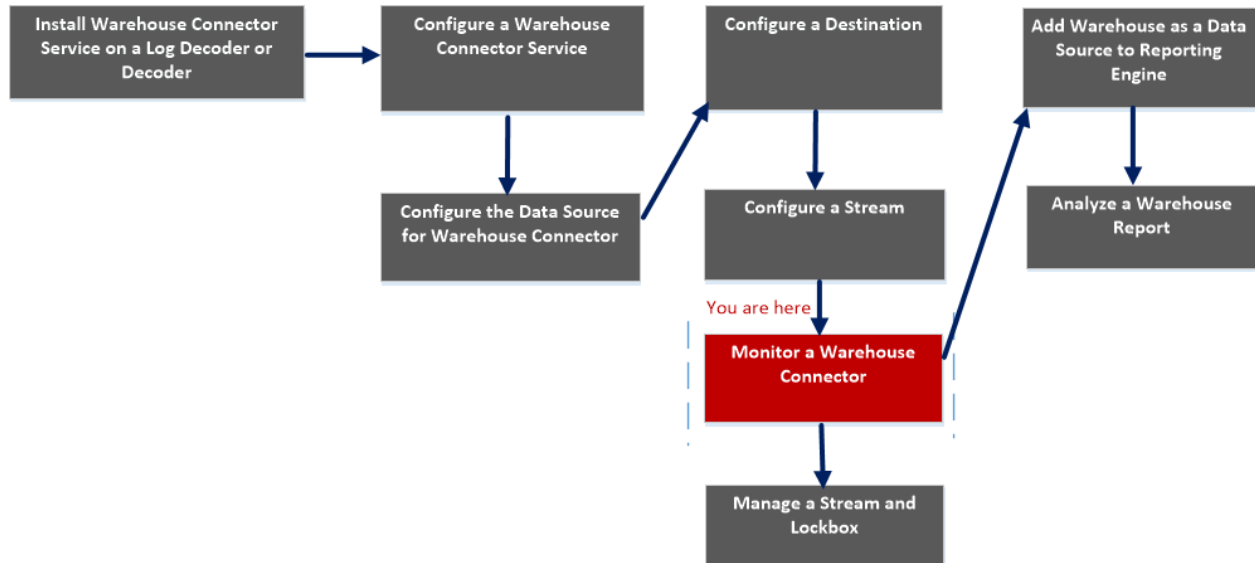 Install Warehouse Connector
Service on a Log Decoder or
Decoder
Configure a Warehouse
Connector Service
Configure the Data Source
for Warehouse Connector
Configure a Destination
Configure a Stream
You are here
Monitor a Warehouse
Connector
Manage a Stream and
Lockbox
Add Warehouse as a Data
Source to Reporting
Engine
Analyze a Warehouse
Report